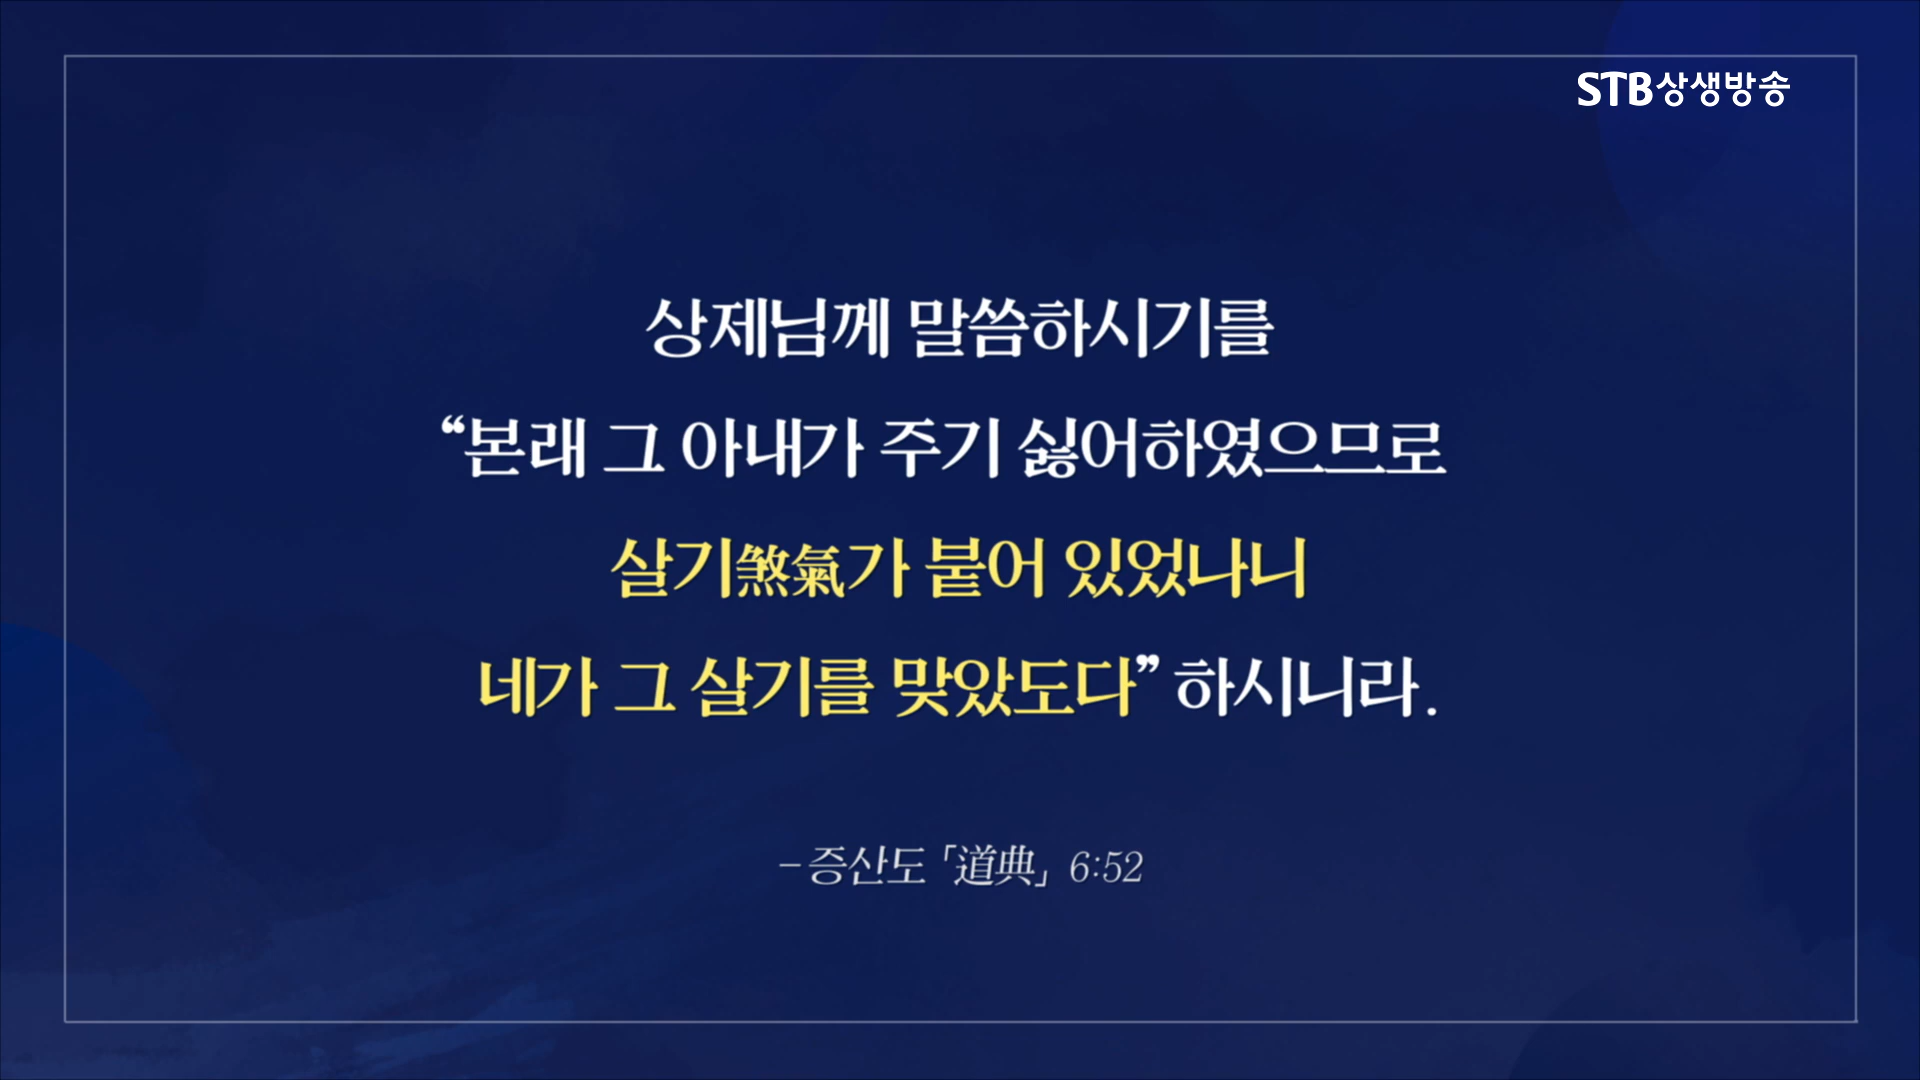 STB상생방송
상제님께 말씀하시기를
“본래 그 아내가 주기 싫어하였으므로
살기煞氣가 붙어 있었나니
네가 그 살기를 맞았도다” 하시니라.
- 증산도 「道典」 6:52